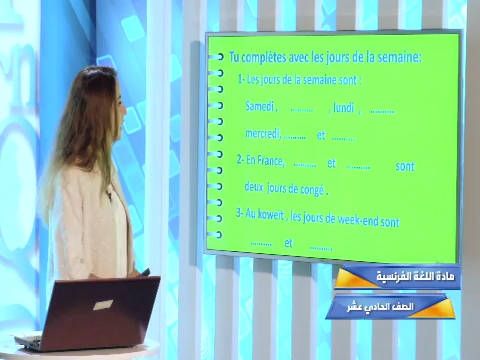 Tu complètes avec les jours de la semaine:
1- Les jours de la semaine sont :
Samedi , .......... , lundi , ..........
mercredi, .......... et ..........
2- En France, .......... et .......... sont
deux jours de congé .
3- Au koweit , les jours de week-end sont
.......... et ..........
مادة اللغة الفرنسية
الصف الحادي عشر